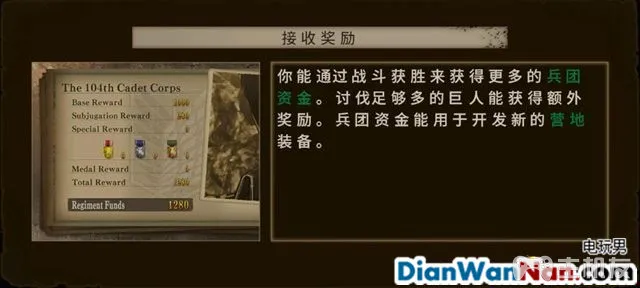 接收奖励
The 104th Cadet Corps
Base Reward
Subjugation Reward
Special Reward
Medal Reward
Total Reward
Regiment Funds 1280
你能通过战斗获胜来获得更多的兵团
资金。讨伐足够多的巨人能获得额外
奖励。兵团资金能用于开发新的营地
装备。
电玩男
DianWanNan.com